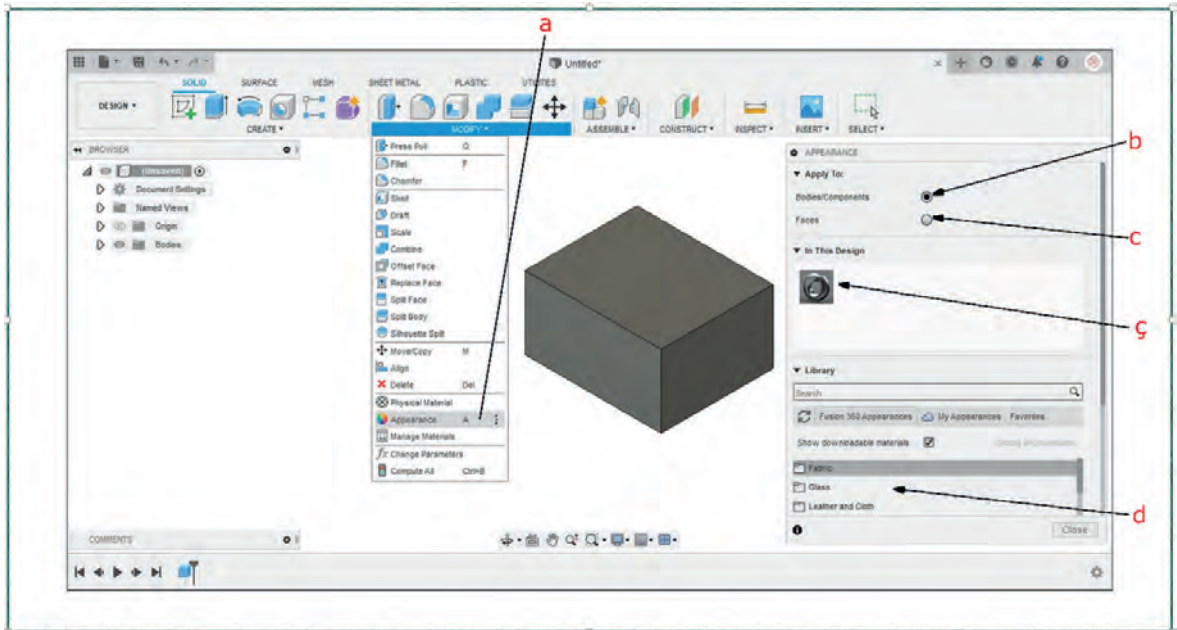 a
Untitled*
SOLID SURFACE MESH SHEET METAL PLASTIC UTILITIES
DESIGN
CREATE MODIFY ASSEMBLE CONSTRUCT INSPECT INSERT SELECT
BROWSER
(Unsaved)
Document Settings
Named Views
Origin
Bodies
Press Pull Q
Fillet F
Chamfer
Shell
Draft
Scale
Combine
Offset Face
Replace Face
Split Face
Split Body
Silhouette Split
Move/Copy M
Align
Delete Del
Physical Material
Appearance A
Manage Materials
fx Change Parameters
Compute All Ctrl+B
APPEARANCE
Apply To:
Bodies/Components
b
Faces
c
In This Design
ç
Library
Search
Fusion 360 Appearances My Appearances Favorites
Show downloadable materials
Fabric
Glass
Leather and Cloth
d
Close
COMMENTS